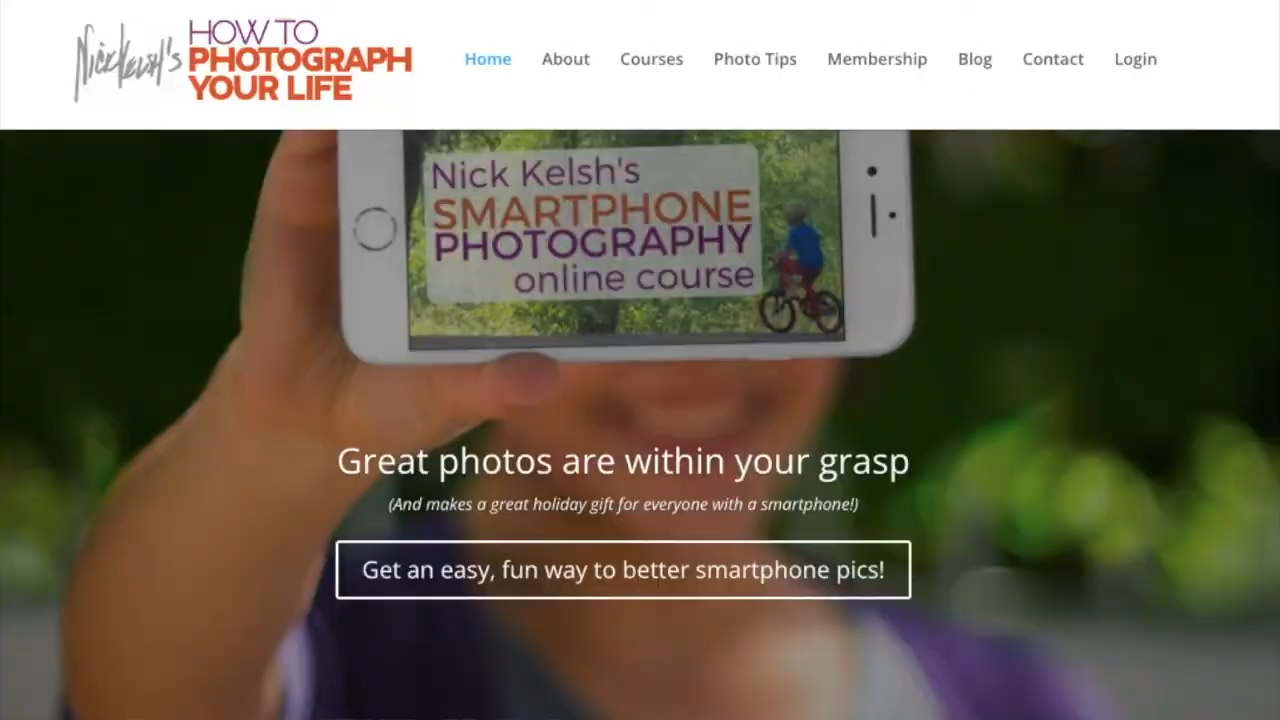 Nick Kelsh's
HOW TO
PHOTOGRAPH
YOUR LIFE
Home
About
Courses
Photo Tips
Membership
Blog
Contact
Login
Nick Kelsh's
SMARTPHONE
PHOTOGRAPHY
online course
Great photos are within your grasp
(And makes a great holiday gift for everyone with a smartphone!)
Get an easy, fun way to better smartphone pics!